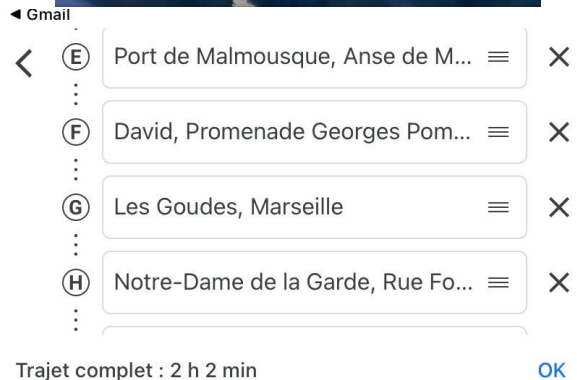 ◀ Gmail
E Port de Malmousque, Anse de M...
F David, Promenade Georges Pom...
G Les Goudes, Marseille
H Notre-Dame de la Garde, Rue Fo...
Trajet complet : 2 h 2 min OK